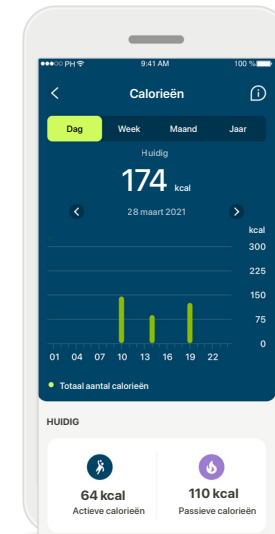 PH 9:41 AM 100 %
Calorieën
Dag Week Maand Jaar
Huidig
174 kcal
28 maart 2021
kcal
300
225
150
75
0
01 04 07 10 13 16 19 22
Totaal aantal calorieën
HUIDIG
64 kcal 110 kcal
Actieve calorieën Passieve calorieën